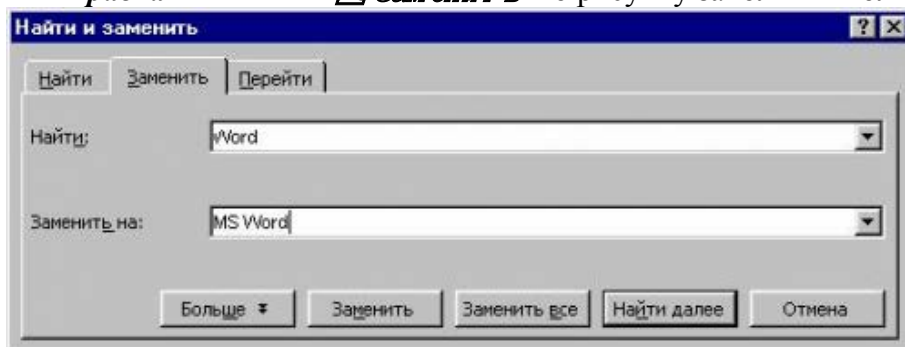 Найти и заменить
Найти Заменить Перейти
Найти: Word
Заменить на: MS Word
Больше Заменить Заменить все Найти далее Отмена